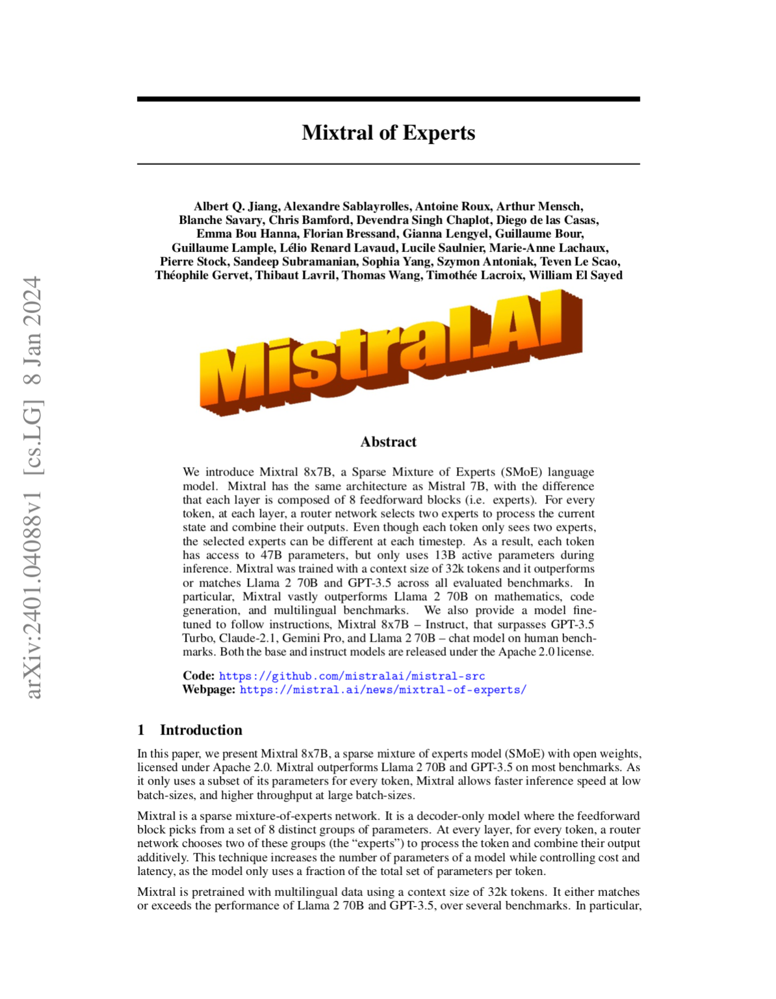 Mixtral of Experts
Albert Q. Jiang, Alexandre Sablayrolles, Antoine Roux, Arthur Mensch,
Blanche Savary, Chris Bamford, Devendra Singh Chaplot, Diego de las Casas,
Emma Bou Hanna, Florian Bressand, Gianna Lengyel, Guillaume Bour,
Guillaume Lample, Lélio Renard Lavaud, Lucile Saulnier, Marie-Anne Lachaux,
Pierre Stock, Sandeep Subramanian, Sophia Yang, Szymon Antoniak, Teven Le Scao,
Théophile Gervet, Thibaut Lavril, Thomas Wang, Timothée Lacroix, William El Sayed
Mistral.AI
Abstract
We introduce Mixtral 8x7B, a Sparse Mixture of Experts (SMoE) language
model. Mixtral has the same architecture as Mistral 7B, with the difference
that each layer is composed of 8 feedforward blocks (i.e. experts). For every
token, at each layer, a router network selects two experts to process the current
state and combine their outputs. Even though each token only sees two experts,
the selected experts can be different at each timestep. As a result, each token
has access to 47B parameters, but only uses 13B active parameters during
inference. Mixtral was trained with a context size of 32k tokens and it outperforms
or matches Llama 2 70B and GPT-3.5 across all evaluated benchmarks. In
particular, Mixtral vastly outperforms Llama 2 70B on mathematics, code
generation, and multilingual benchmarks. We also provide a model fine-
tuned to follow instructions, Mixtral 8x7B – Instruct, that surpasses GPT-3.5
Turbo, Claude-2.1, Gemini Pro, and Llama 2 70B – chat model on human bench-
marks. Both the base and instruct models are released under the Apache 2.0 license.
Code: https://github.com/mistralai/mistral-src
Webpage: https://mistral.ai/news/mixtral-of-experts/
1 Introduction
In this paper, we present Mixtral 8x7B, a sparse mixture of experts model (SMoE) with open weights,
licensed under Apache 2.0. Mixtral outperforms Llama 2 70B and GPT-3.5 on most benchmarks. As
it only uses a subset of its parameters for every token, Mixtral allows faster inference speed at low
batch-sizes, and higher throughput at large batch-sizes.
Mixtral is a sparse mixture-of-experts network. It is a decoder-only model where the feedforward
block picks from a set of 8 distinct groups of parameters. At every layer, for every token, a router
network chooses two of these groups (the “experts”) to process the token and combine their output
additively. This technique increases the number of parameters of a model while controlling cost and
latency, as the model only uses a fraction of the total set of parameters per token.
Mixtral is pretrained with multilingual data using a context size of 32k tokens. It either matches
or exceeds the performance of Llama 2 70B and GPT-3.5, over several benchmarks. In particular,
arXiv:2401.04088v1 [cs.LG] 8 Jan 2024